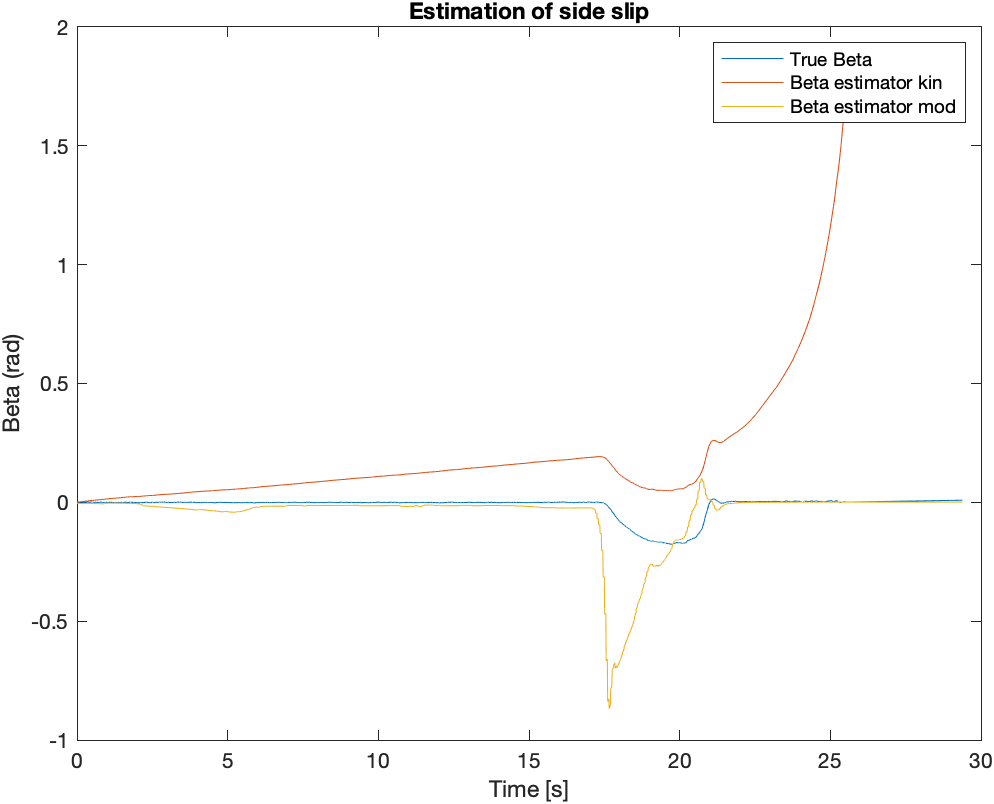 Estimation of side slip
True Beta
Beta estimator kin
Beta estimator mod
2
1.5
1
0.5
0
-0.5
-1
Beta (rad)
0 5 10 15 20 25 30
Time [s]